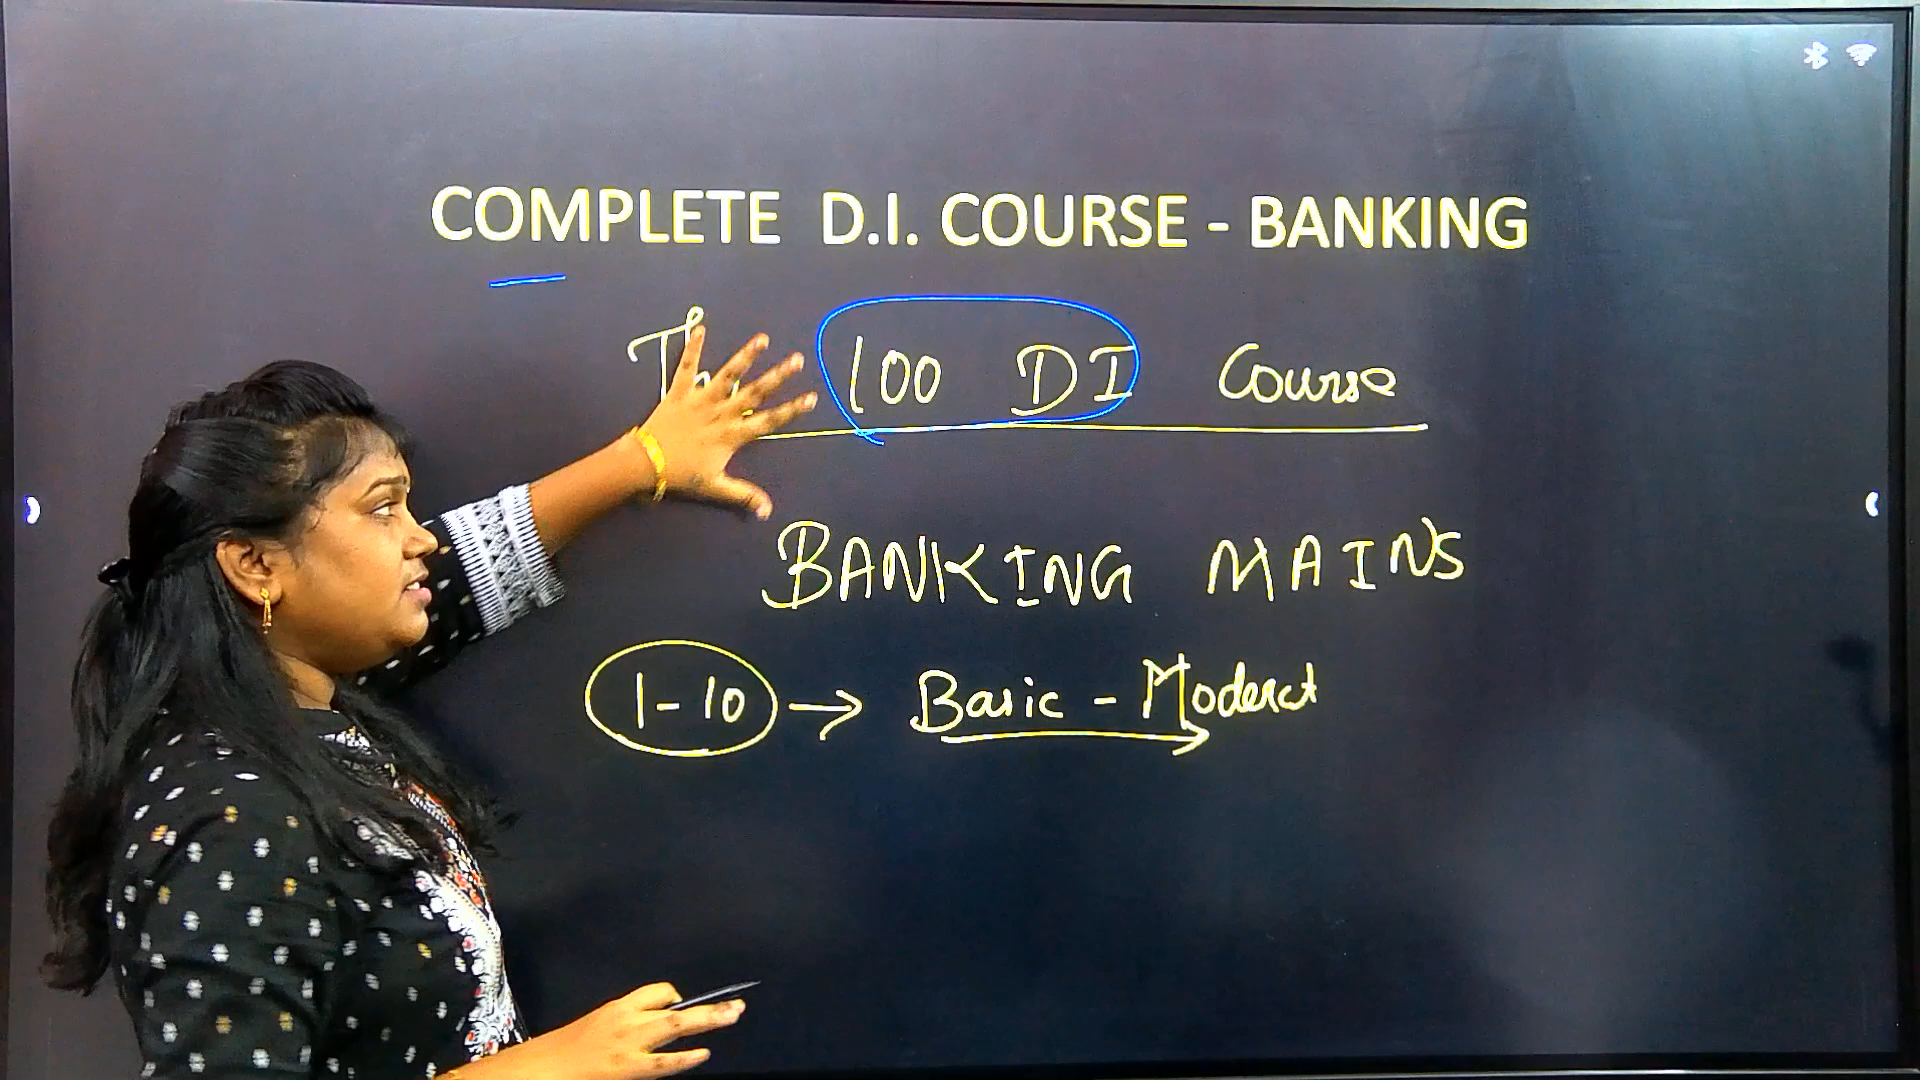 COMPLETE D.I. COURSE - BANKING
100 DI Course
BANKING MAINS
1-10 → Basic - Moderat